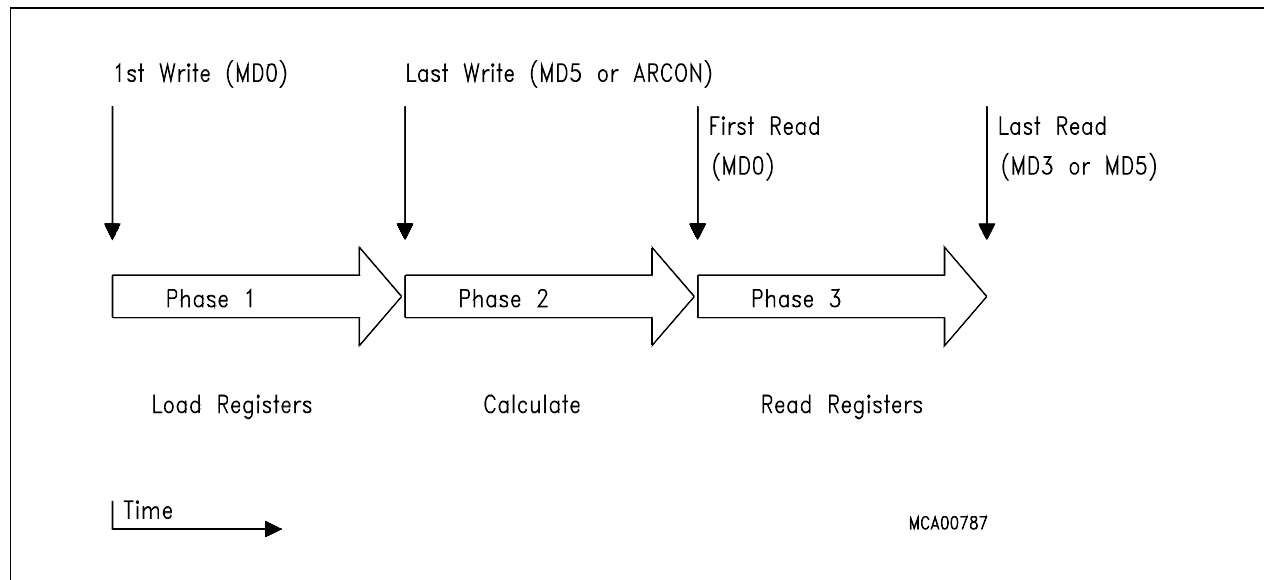 1st Write (MD0)
Last Write (MD5 or ARCON)
First Read
(MD0)
Last Read
(MD3 or MD5)
Phase 1
Phase 2
Phase 3
Load Registers
Calculate
Read Registers
Time
MCA00787